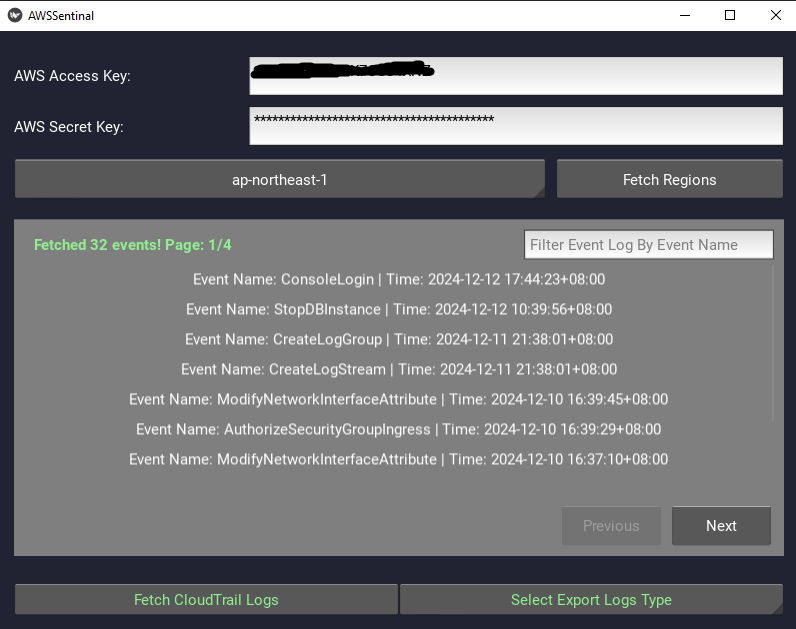 AWSSentinal
AWS Access Key:
AWS Secret Key: ****************************************
ap-northeast-1 Fetch Regions
Fetched 32 events! Page: 1/4 Filter Event Log By Event Name
Event Name: ConsoleLogin | Time: 2024-12-12 17:44:23+08:00
Event Name: StopDBInstance | Time: 2024-12-12 10:39:56+08:00
Event Name: CreateLogGroup | Time: 2024-12-11 21:38:01+08:00
Event Name: CreateLogStream | Time: 2024-12-11 21:38:01+08:00
Event Name: ModifyNetworkInterfaceAttribute | Time: 2024-12-10 16:39:45+08:00
Event Name: AuthorizeSecurityGroupIngress | Time: 2024-12-10 16:39:29+08:00
Event Name: ModifyNetworkInterfaceAttribute | Time: 2024-12-10 16:37:10+08:00
Previous Next
Fetch CloudTrail Logs Select Export Logs Type